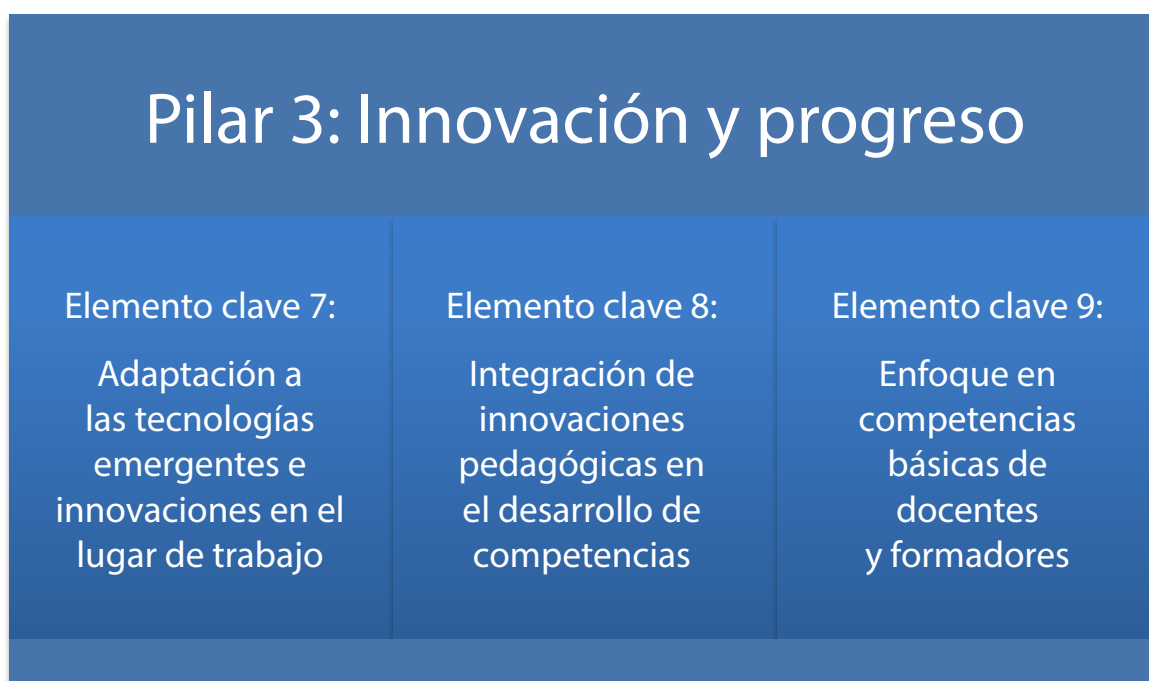 Pilar 3: Innovación y progreso
Elemento clave 7:
Adaptación a
las tecnologías
emergentes e
innovaciones en el
lugar de trabajo
Elemento clave 8:
Integración de
innovaciones
pedagógicas en
el desarrollo de
competencias
Elemento clave 9:
Enfoque en
competencias
básicas de
docentes
y formadores